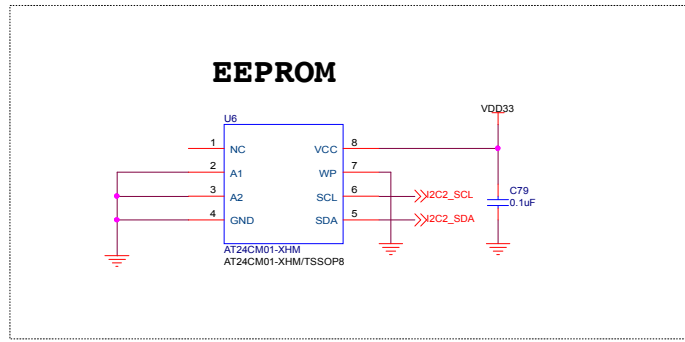 EEPROM
VDD33
U6
1 NC VCC 8
2 A1 WP 7
3 A2 SCL 6 I2C2_SCL
4 GND SDA 5 I2C2_SDA
C79
0.1uF
AT24CM01-XHM
AT24CM01-XHM/TSSOP8